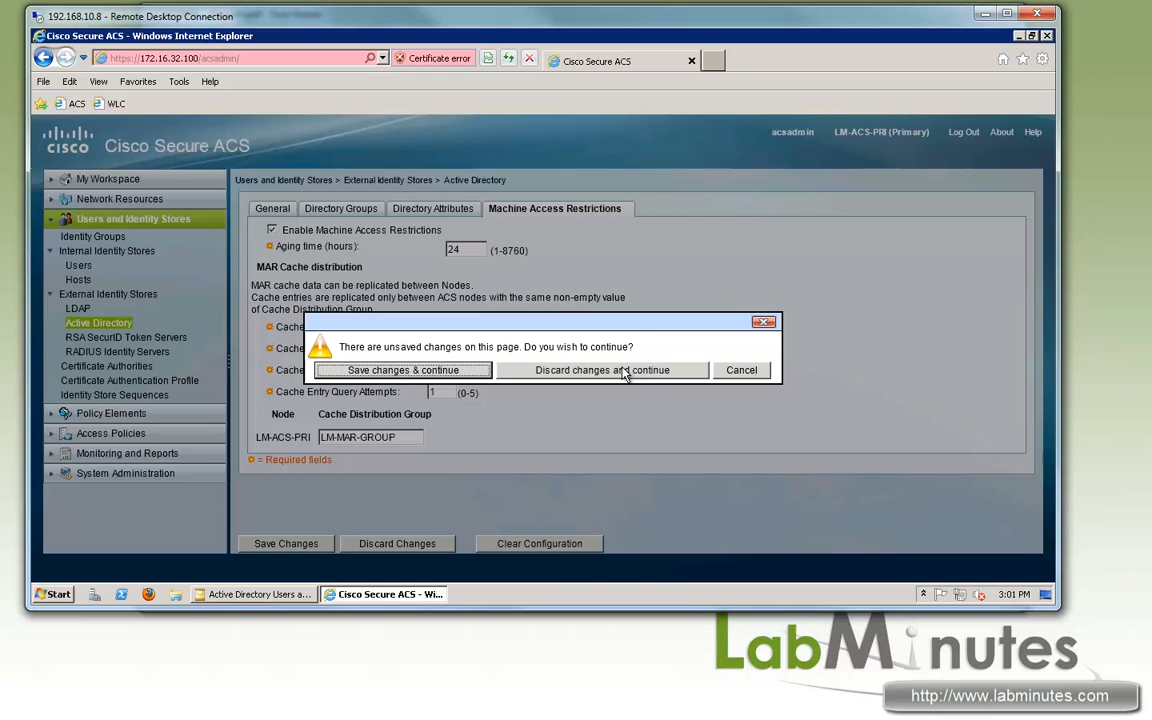 192.168.10.8 - Remote Desktop Connection
Cisco Secure ACS - Windows Internet Explorer
https://172.16.32.100/acsadmin/
Certificate error
Cisco Secure ACS
File Edit View Favorites Tools Help
ACS WLC
CISCO Cisco Secure ACS
acsadmin LM-ACS-PRI (Primary) Log Out About Help
My Workspace
Network Resources
Users and Identity Stores
Identity Groups
Internal Identity Stores
Users
Hosts
External Identity Stores
LDAP
Active Directory
RSA SecurID Token Servers
RADIUS Identity Servers
Certificate Authorities
Certificate Authentication Profile
Identity Store Sequences
Policy Elements
Access Policies
Monitoring and Reports
System Administration
Users and Identity Stores > External Identity Stores > Active Directory
General Directory Groups Directory Attributes Machine Access Restrictions
Enable Machine Access Restrictions
Aging time (hours): 24 (1-8760)
MAR Cache distribution
MAR cache data can be replicated between Nodes.
Cache entries are replicated only between ACS nodes with the same non-empty value
of Cache Distribution Group
Cache
Cache
Cache
There are unsaved changes on this page. Do you wish to continue?
Save changes & continue Discard changes and continue Cancel
Cache Entry Query Attempts: 1 (0-5)
Node Cache Distribution Group
LM-ACS-PRI LM-MAR-GROUP
= Required fields
Save Changes Discard Changes Clear Configuration
Start Active Directory Users a... Cisco Secure ACS - Wi... 3:01 PM
LabMinutes
http://www.labminutes.com